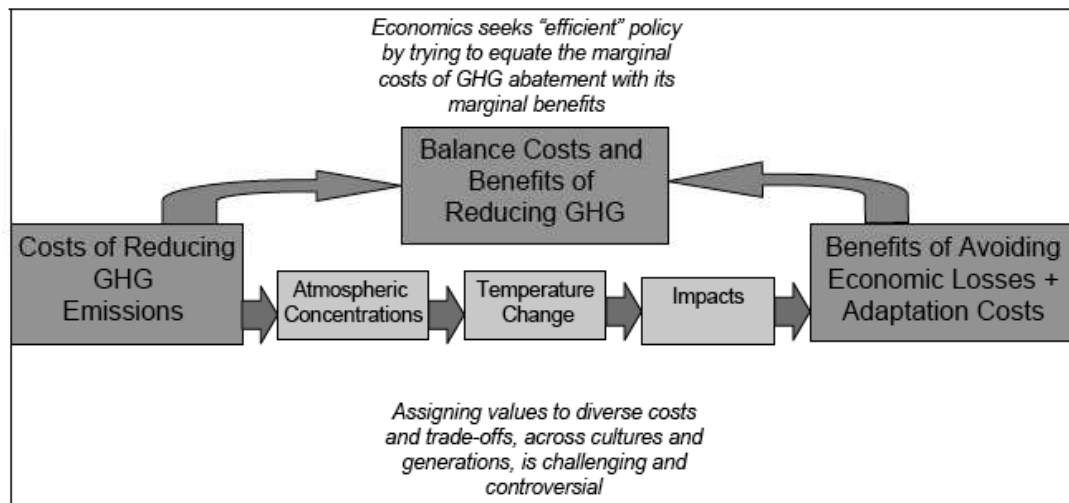 Economics seeks “efficient” policy
by trying to equate the marginal
costs of GHG abatement with its
marginal benefits
Balance Costs and
Benefits of
Reducing GHG
Costs of Reducing
GHG
Emissions
Atmospheric
Concentrations
Temperature
Change
Impacts
Benefits of Avoiding
Economic Losses +
Adaptation Costs
Assigning values to diverse costs
and trade-offs, across cultures and
generations, is challenging and
controversial